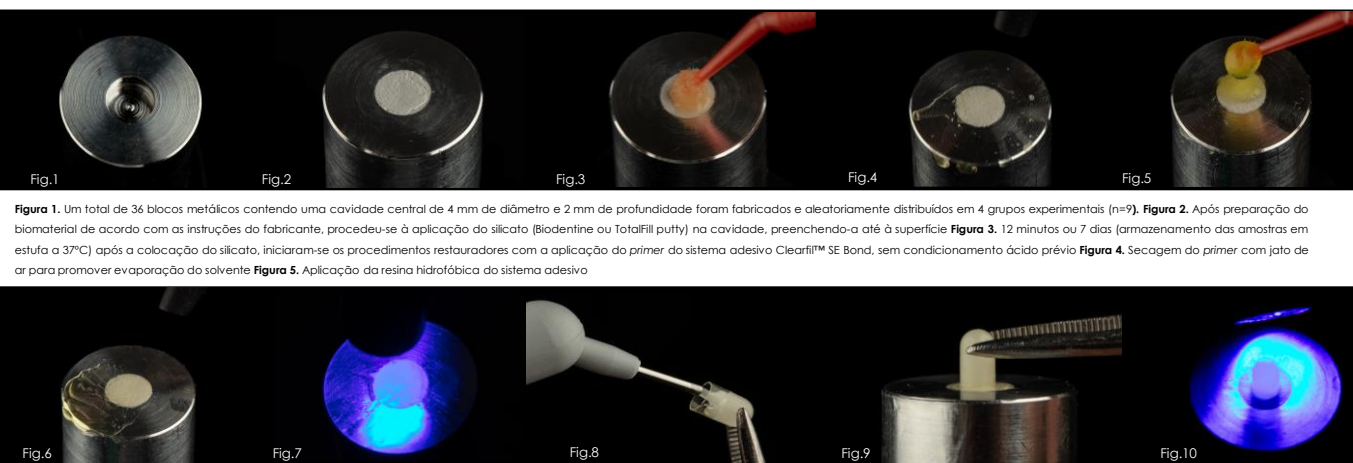 Fig.1
Fig.2
Fig.3
Fig.4
Fig.5
Figura 1. Um total de 36 blocos metálicos contendo uma cavidade central de 4 mm de diâmetro e 2 mm de profundidade foram fabricados e aleatoriamente distribuídos em 4 grupos experimentais (n=9). Figura 2. Após preparação do
biomaterial de acordo com as instruções do fabricante, procedeu-se à aplicação do silicato (Biodentine ou TotalFill putty) na cavidade, preenchendo-a até à superfície Figura 3. 12 minutos ou 7 dias (armazenamento das amostras em
estufa a 37ºC) após a colocação do silicato, iniciaram-se os procedimentos restauradores com a aplicação do primer do sistema adesivo Clearfil™ SE Bond, sem condicionamento ácido prévio Figura 4. Secagem do primer com jato de
ar para promover evaporação do solvente Figura 5. Aplicação da resina hidrofóbica do sistema adesivo
Fig.6
Fig.7
Fig.8
Fig.9
Fig.10